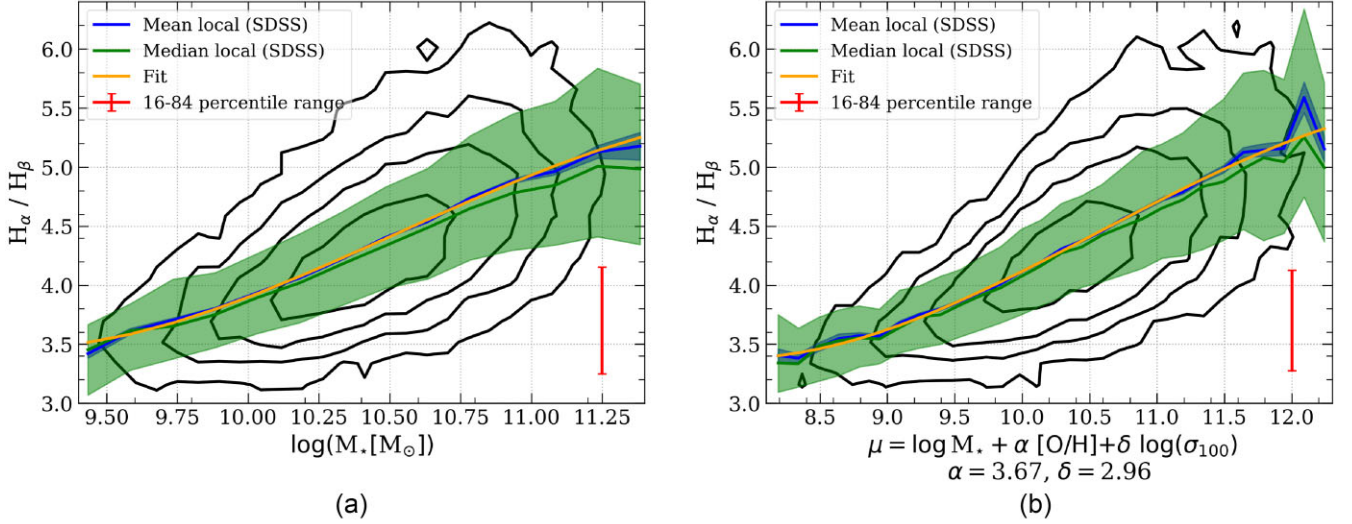 Mean local (SDSS)
Median local (SDSS)
Fit
16-84 percentile range
6.0
5.5
5.0
4.5
4.0
3.5
3.0
H_α / H_β
9.50 9.75 10.00 10.25 10.50 10.75 11.00 11.25
log(M⋆[M⊙])
(a)
Mean local (SDSS)
Median local (SDSS)
Fit
16-84 percentile range
6.0
5.5
5.0
4.5
4.0
3.5
3.0
H_α / H_β
8.5 9.0 9.5 10.0 10.5 11.0 11.5 12.0
μ = log M⋆ + α [O/H]+δ log(σ₁₀₀)
α = 3.67, δ = 2.96
(b)